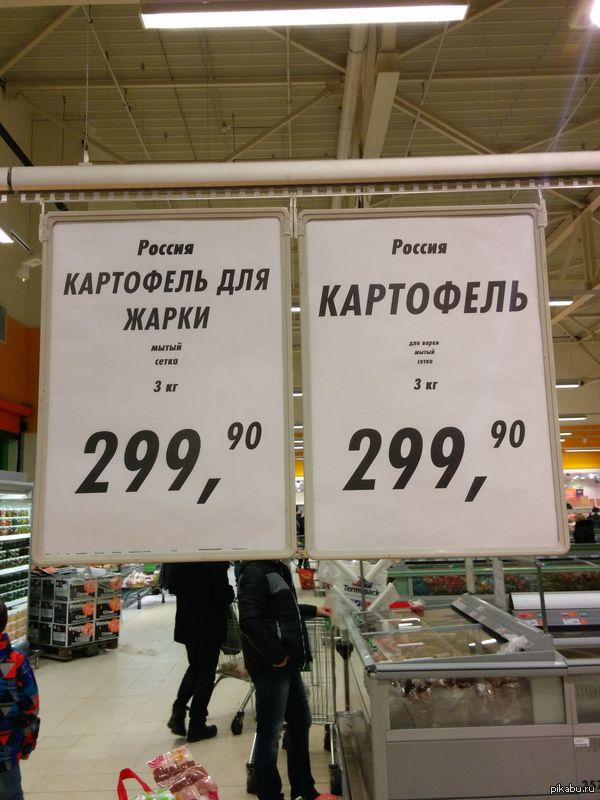 Россия
КАРТОФЕЛЬ ДЛЯ
ЖАРКИ
мытый
сетка
3 кг
299,90
Россия
КАРТОФЕЛЬ
для варки
мытый
сетка
3 кг
299,90
Termopack
pikabu.ru